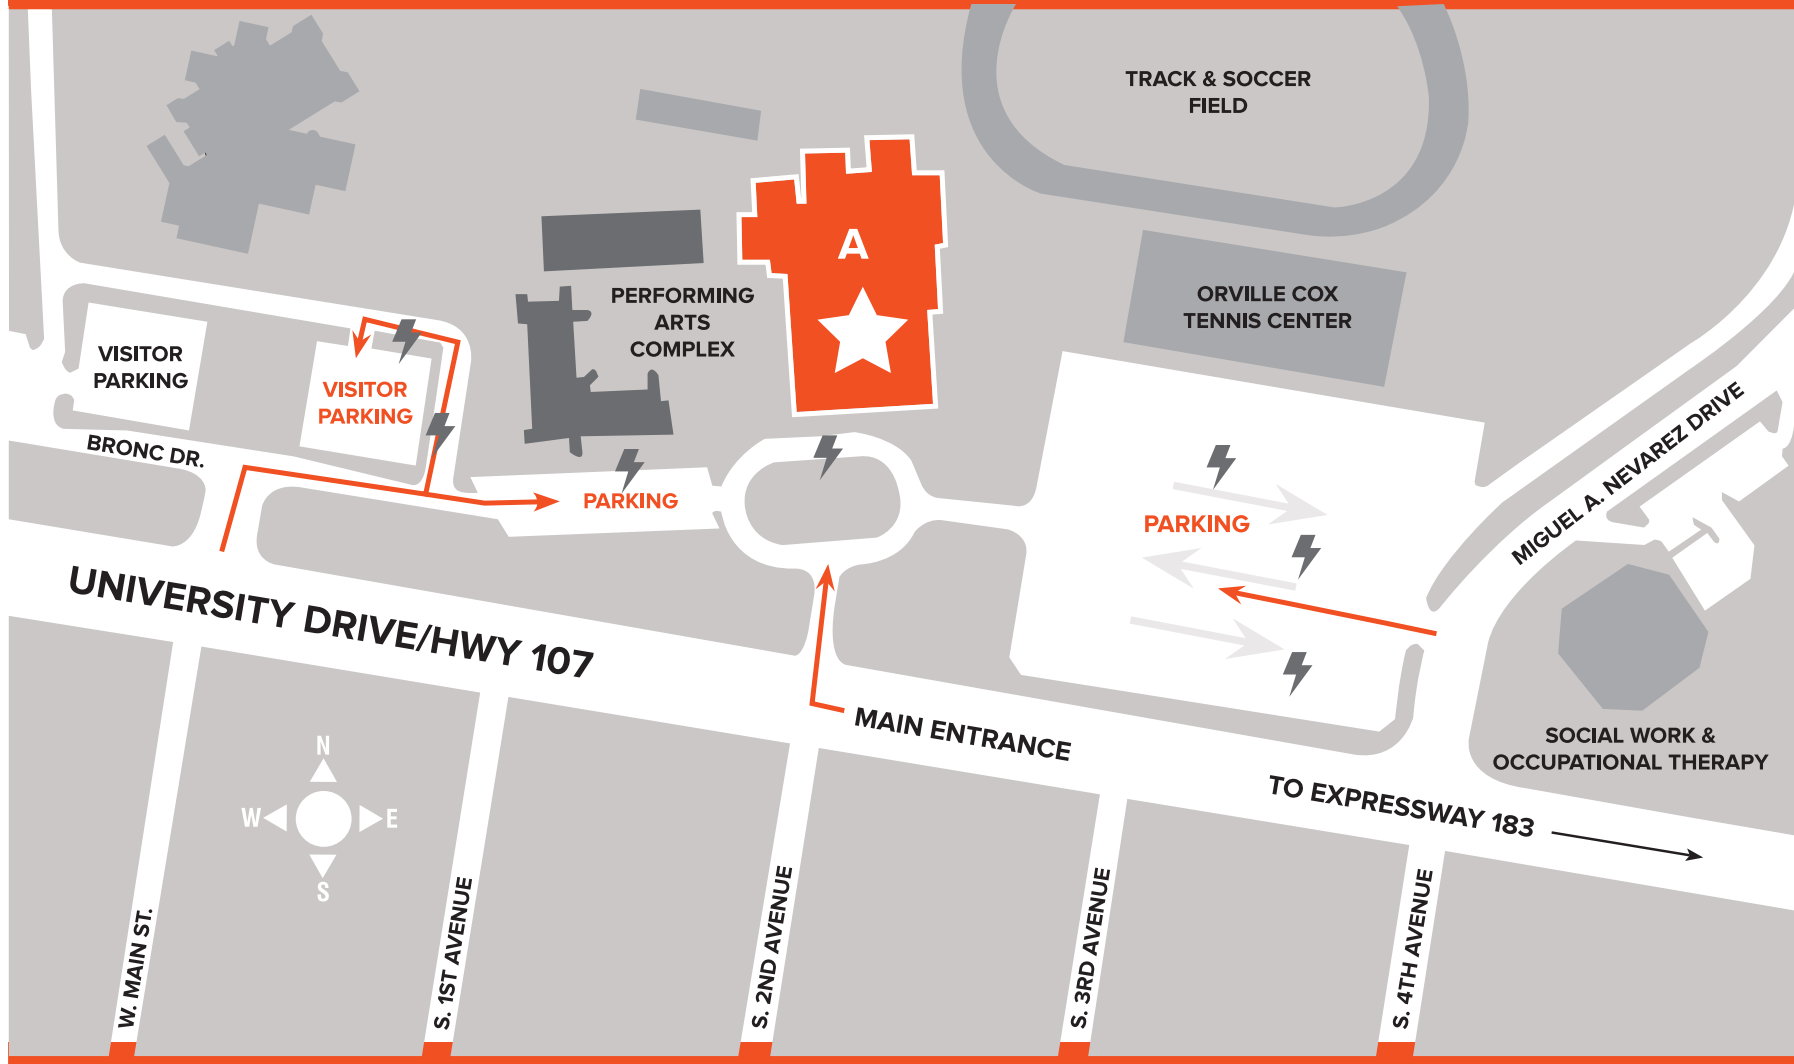 TRACK & SOCCER
FIELD
A
PERFORMING
ARTS
COMPLEX
ORVILLE COX
TENNIS CENTER
VISITOR
PARKING
VISITOR
PARKING
BRONC DR.
PARKING
PARKING
MIGUEL A. NEVAREZ DRIVE
UNIVERSITY DRIVE/HWY 107
MAIN ENTRANCE
SOCIAL WORK &
OCCUPATIONAL THERAPY
TO EXPRESSWAY 183
N
W
E
S
W. MAIN ST.
S. 1ST AVENUE
S. 2ND AVENUE
S. 3RD AVENUE
S. 4TH AVENUE